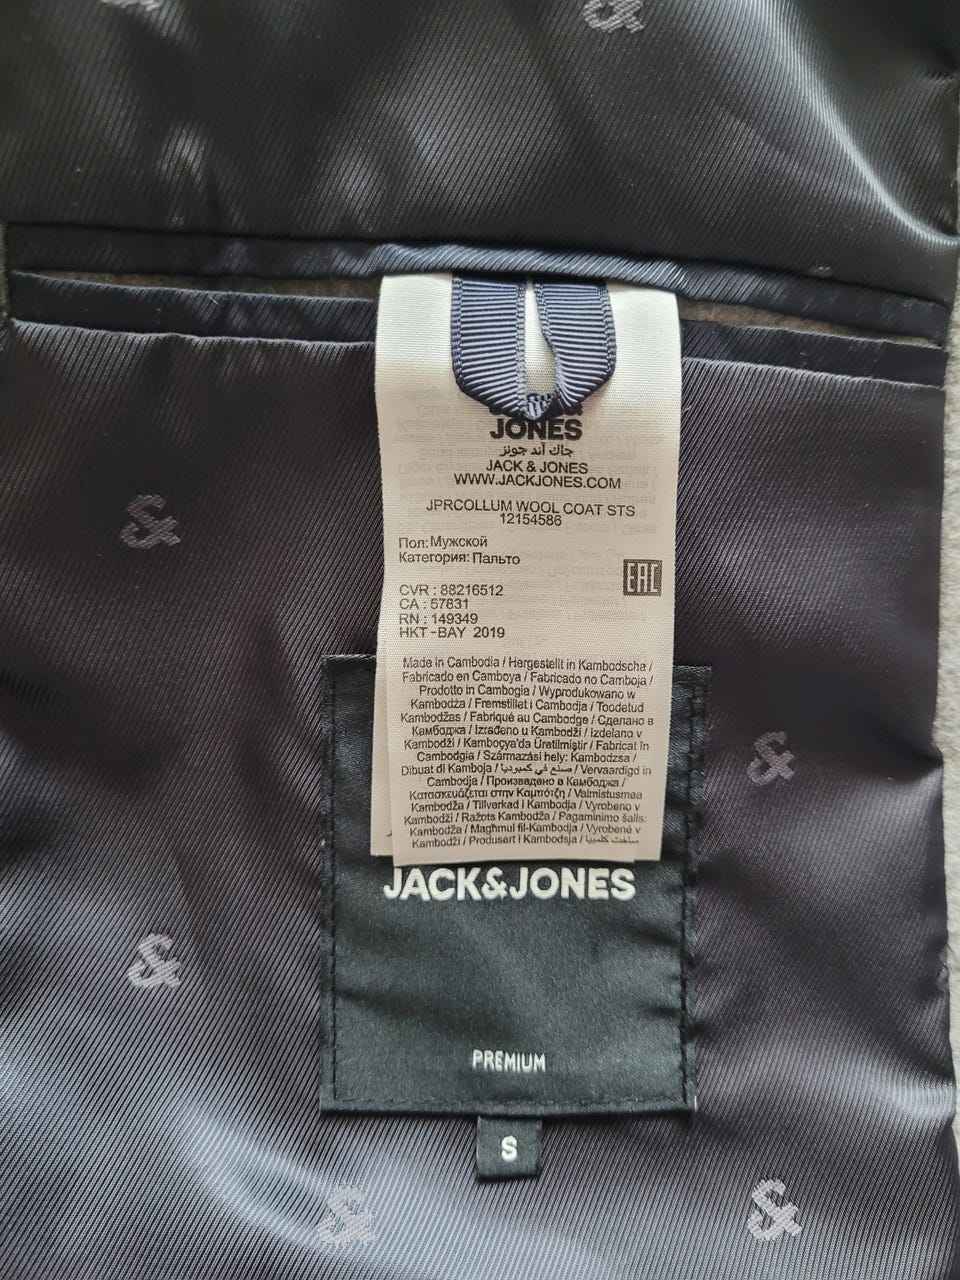 JONES
جاك آند جونز
JACK & JONES
WWW.JACKJONES.COM
JPRCOLLUM WOOL COAT STS
12154586
Пол: Мужской
Категория: Пальто
EAC
CVR : 88216512
CA : 57831
RN : 149349
HKT -BAY 2019
Made in Cambodia / Hergestellt in Kambodscha /
Fabricado en Camboya / Fabricado no Camboja /
Prodotto in Cambogia / Wyprodukowano w
Kambodża / Fremstillet i Cambodja / Toodetud
Kambodžas / Fabriqué au Cambodge / Сделано в
Камбоджа / Izrađeno u Kambodži / Izdelano v
Kambodži / Kamboçya'da Üretilmiştir / Fabricat în
Cambodgia / Származási hely: Kambodzsa /
Dibuat di Kamboja / صنع في كمبوديا / Vervaardigd in
Cambodja / Произведено в Камбоджа /
Κατασκευάζεται στην Καμπότζη / Valmistusmaa
Kambodža / Tillverkad i Kambodja / Vyrobeno v
Kambodži / Ražots Kambodža / Pagaminimo šalis:
Kambodža / Magħmul fil-Kambodja / Vyrobené v
Kambodži / Produsert i Kambodsja /
JACK&JONES
PREMIUM
S